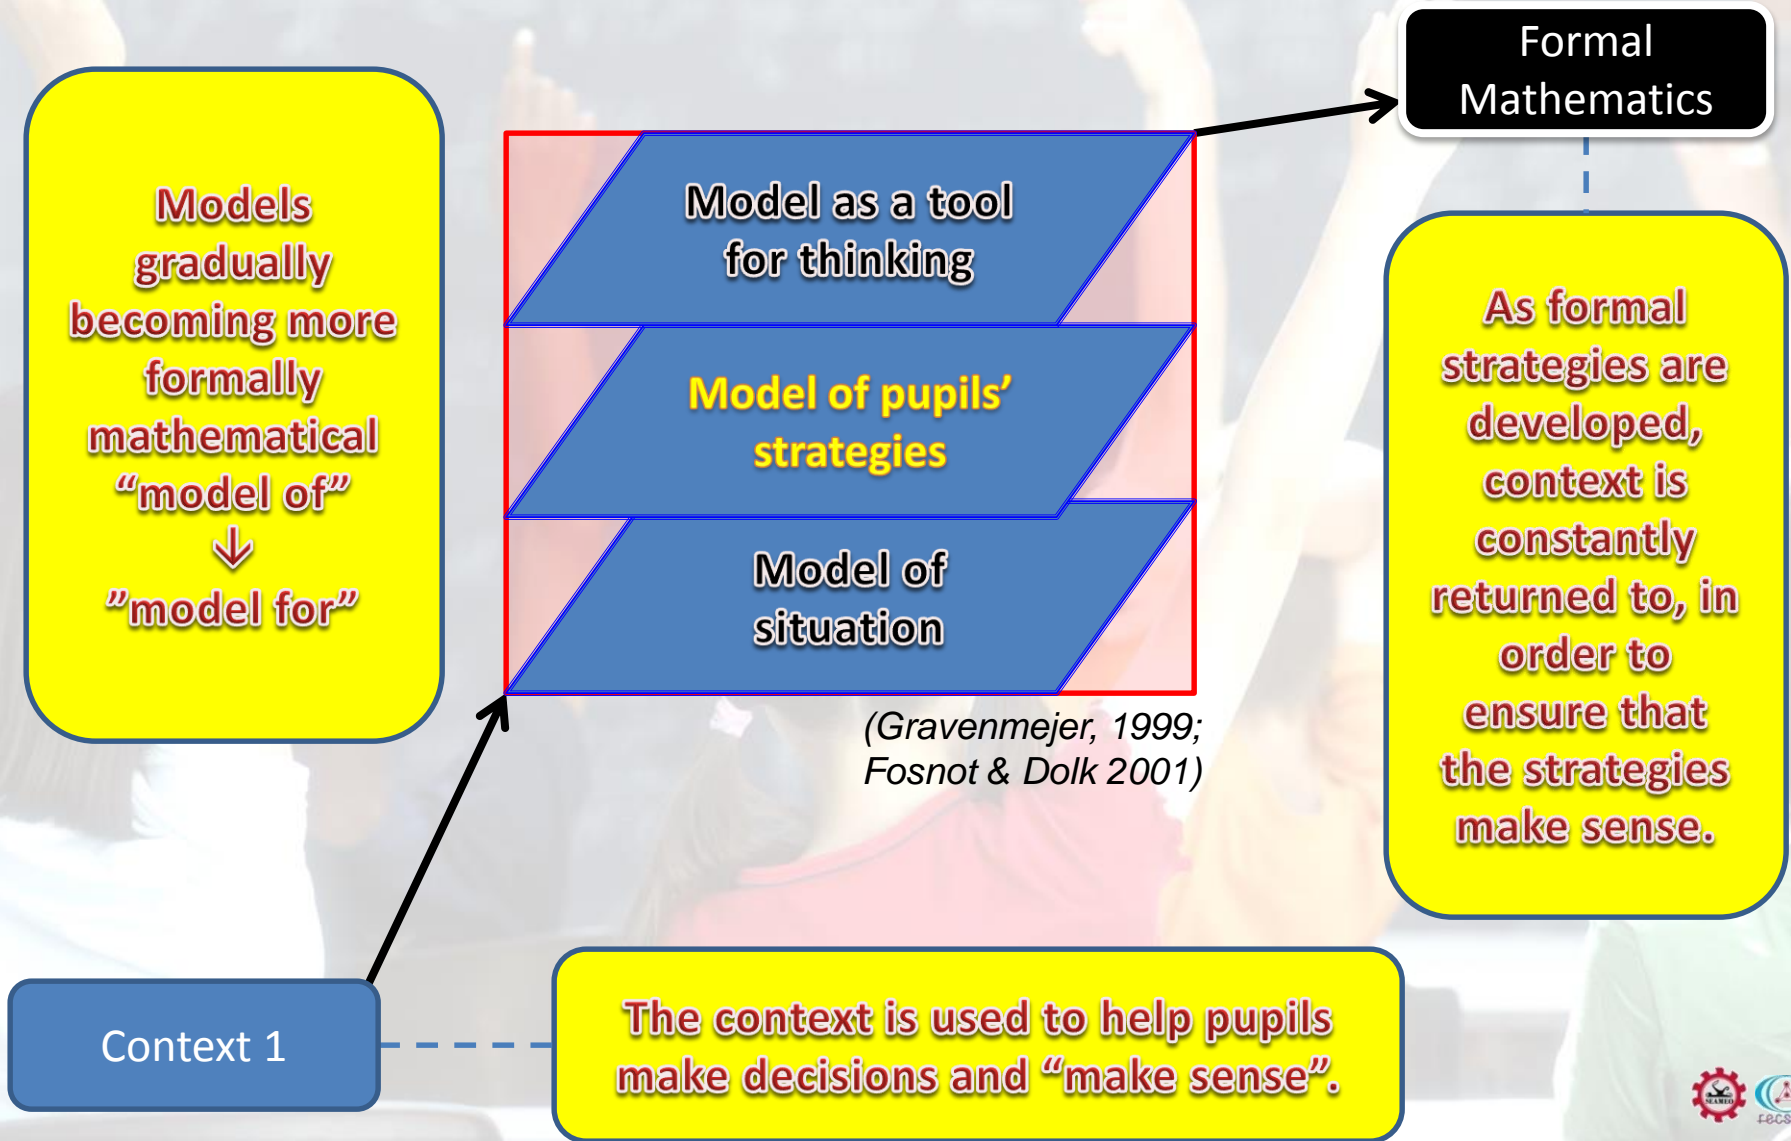 Formal
Mathematics
Models
gradually
becoming more
formally
mathematical
“model of”
↓
”model for”
Model as a tool
for thinking
Model of pupils’
strategies
Model of
situation
(Gravenmejer, 1999;
Fosnot & Dolk 2001)
As formal
strategies are
developed,
context is
constantly
returned to, in
order to
ensure that
the strategies
make sense.
Context 1
The context is used to help pupils
make decisions and “make sense”.
SEAMEO